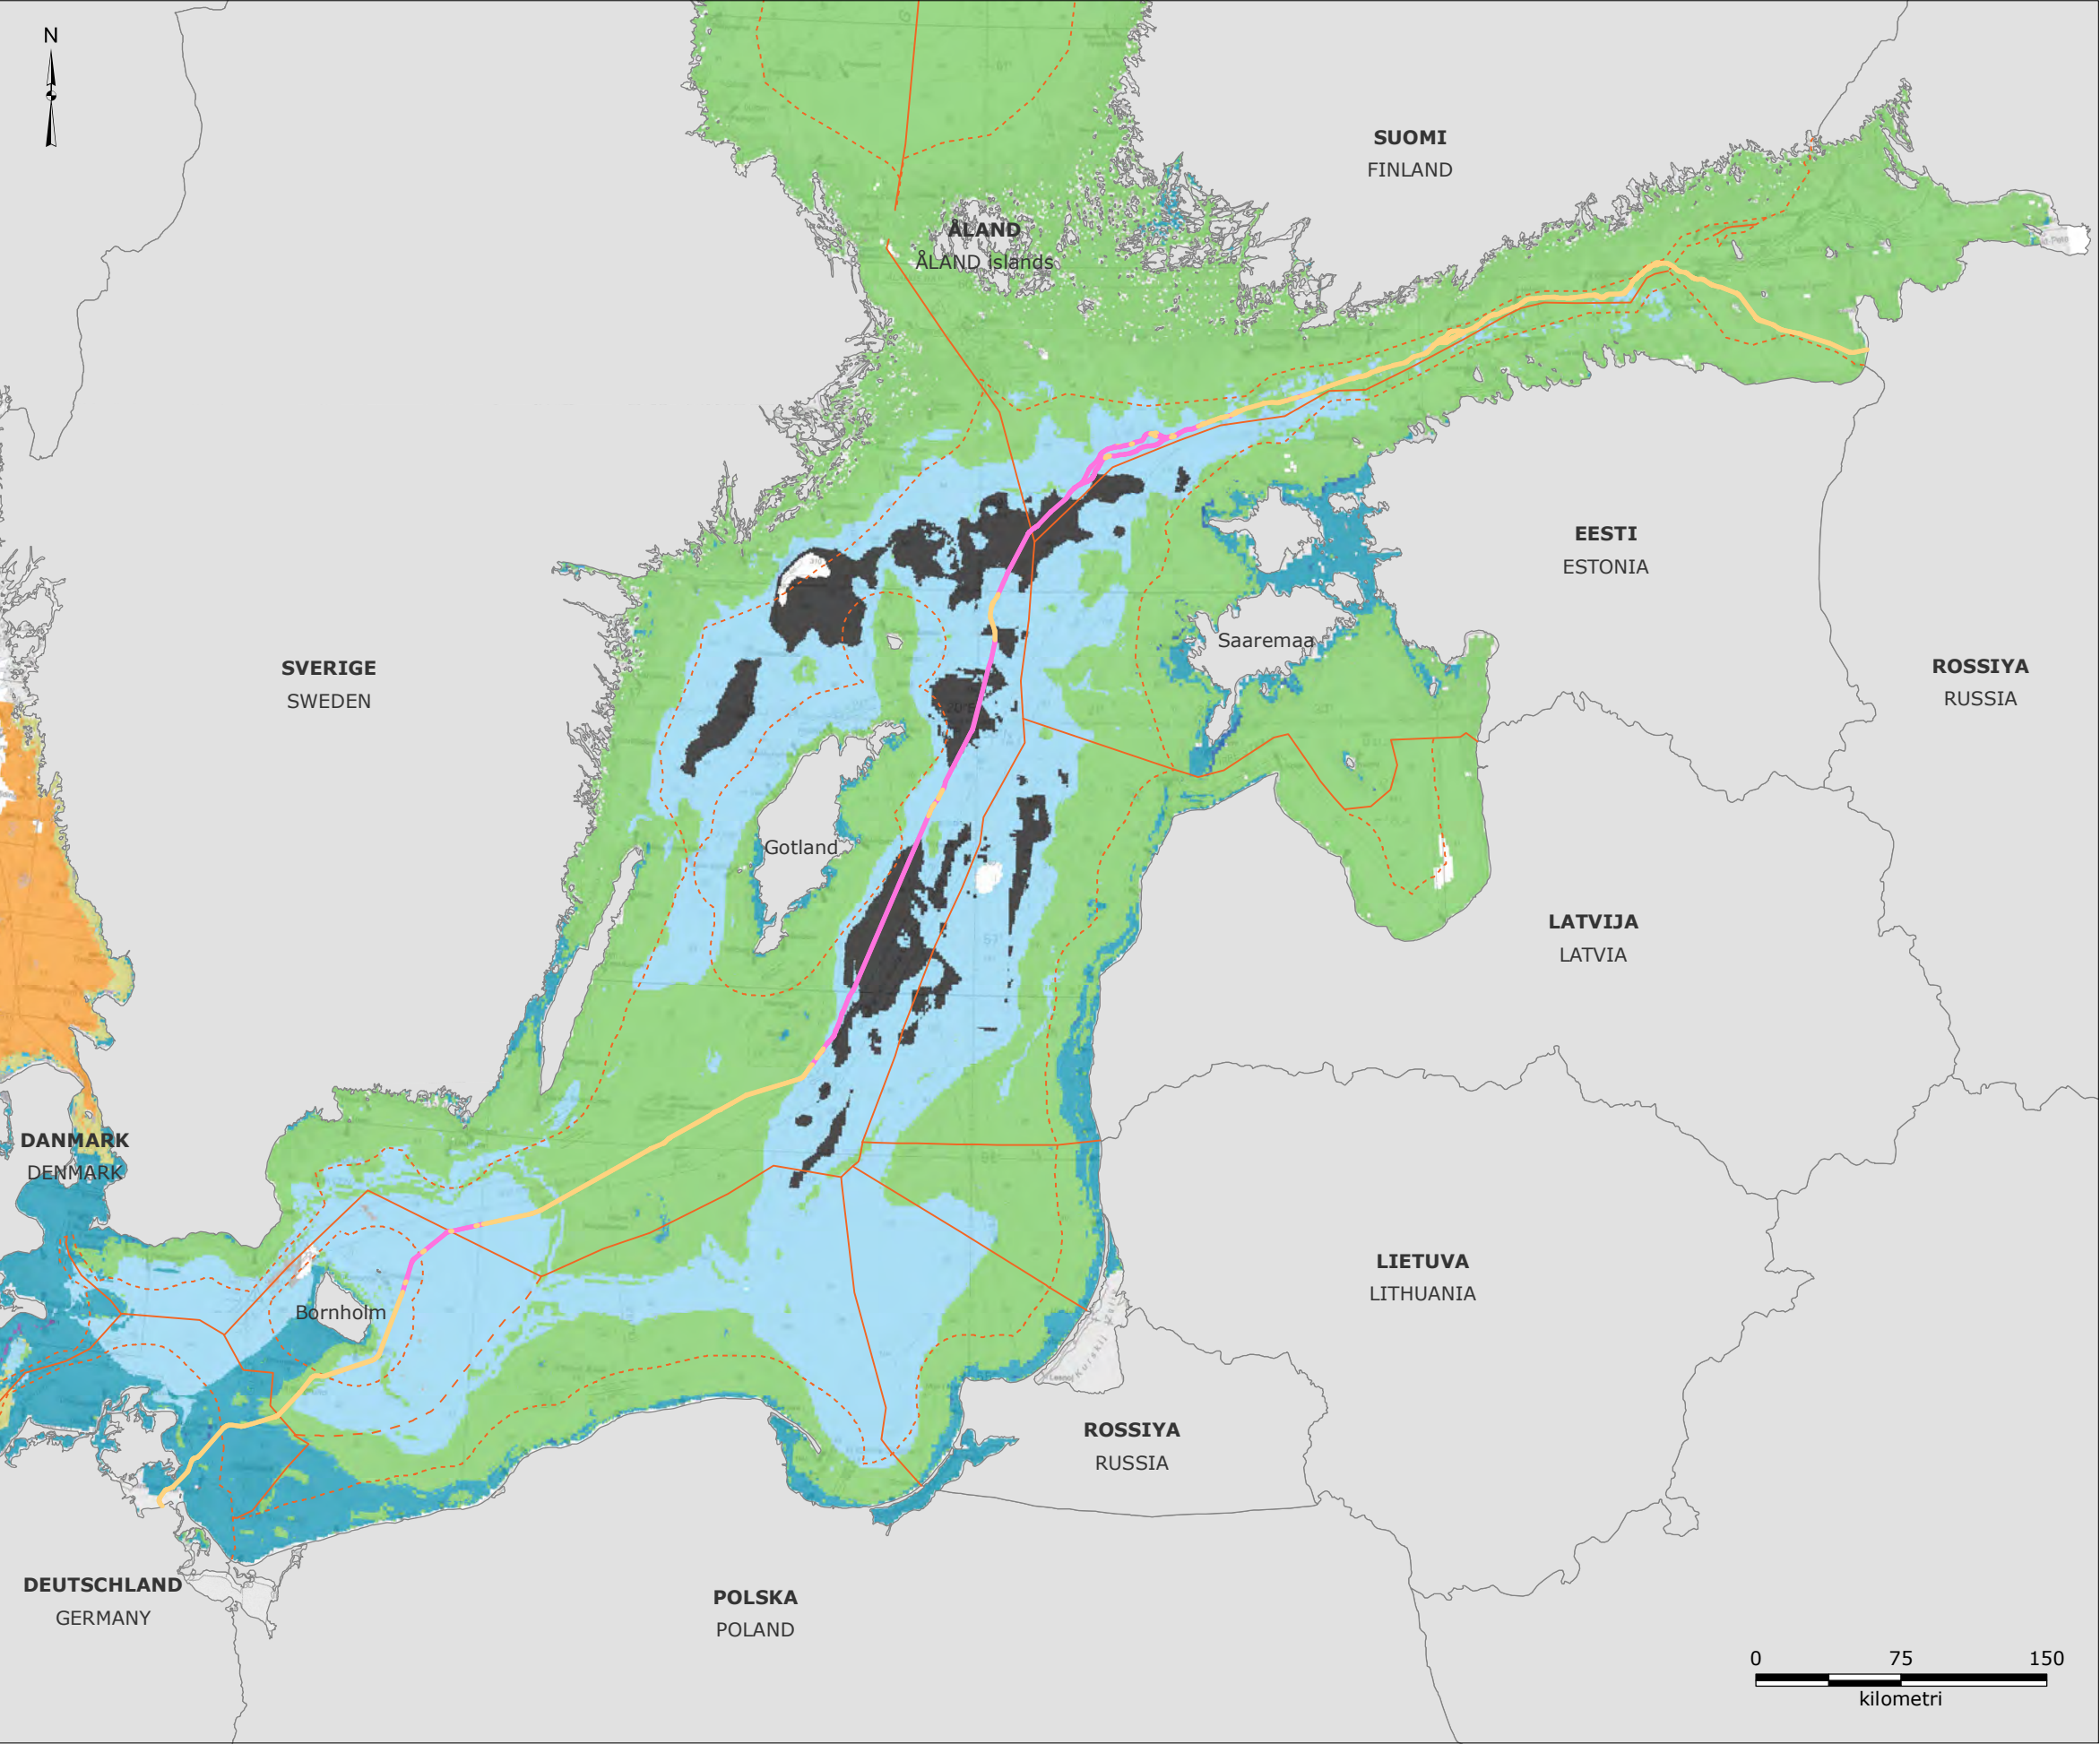 N
SUOMI
FINLAND
ÅLAND
ÅLAND islands
EESTI
ESTONIA
Saaremaa
SVERIGE
SWEDEN
ROSSIYA
RUSSIA
Gotland
LATVIJA
LATVIA
DANMARK
DENMARK
LIETUVA
LITHUANIA
Bornholm
ROSSIYA
RUSSIA
DEUTSCHLAND
GERMANY
POLSKA
POLAND
0 75 150
kilometri